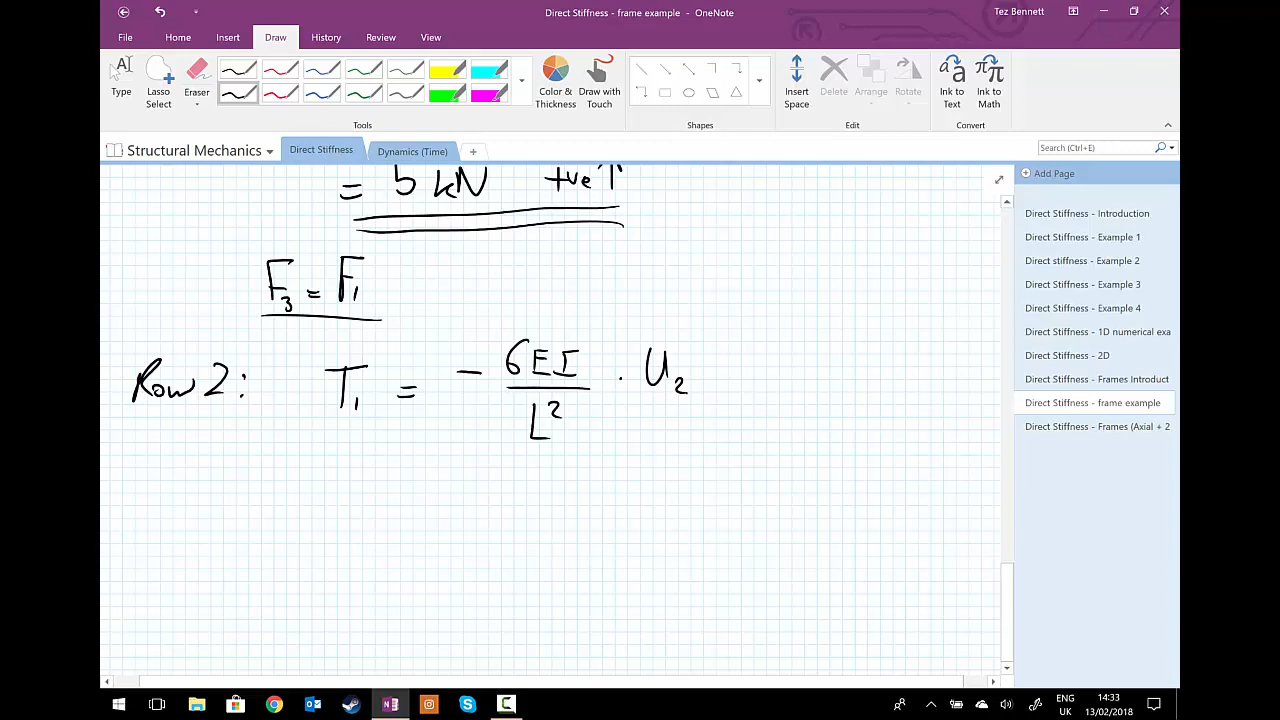 Direct Stiffness - frame example - OneNote
Tez Bennett
File Home Insert Draw History Review View
Type
Lasso Select
Eraser
Color & Thickness
Draw with Touch
Insert Space
Delete
Arrange
Rotate
Ink to Text
Ink to Math
Tools Shapes Edit Convert
Structural Mechanics
Direct Stiffness
Dynamics (Time)
Search (Ctrl+E)
Add Page
Direct Stiffness - Introduction
Direct Stiffness - Example 1
Direct stiffness - Example 2
Direct Stiffness - Example 3
Direct Stiffness - Example 4
Direct Stiffness - 1D numerical exa
Direct Stiffness - 2D
Direct Stiffness - Frames Introduct
Direct Stiffness - frame example
Direct Stiffness - Frames (Axial + 2
= 5 kN +ve ↑
F₃ = F₁
Row 2: T₁ = - 6EI / L² . U₂
ENG 14:33
UK 13/02/2018